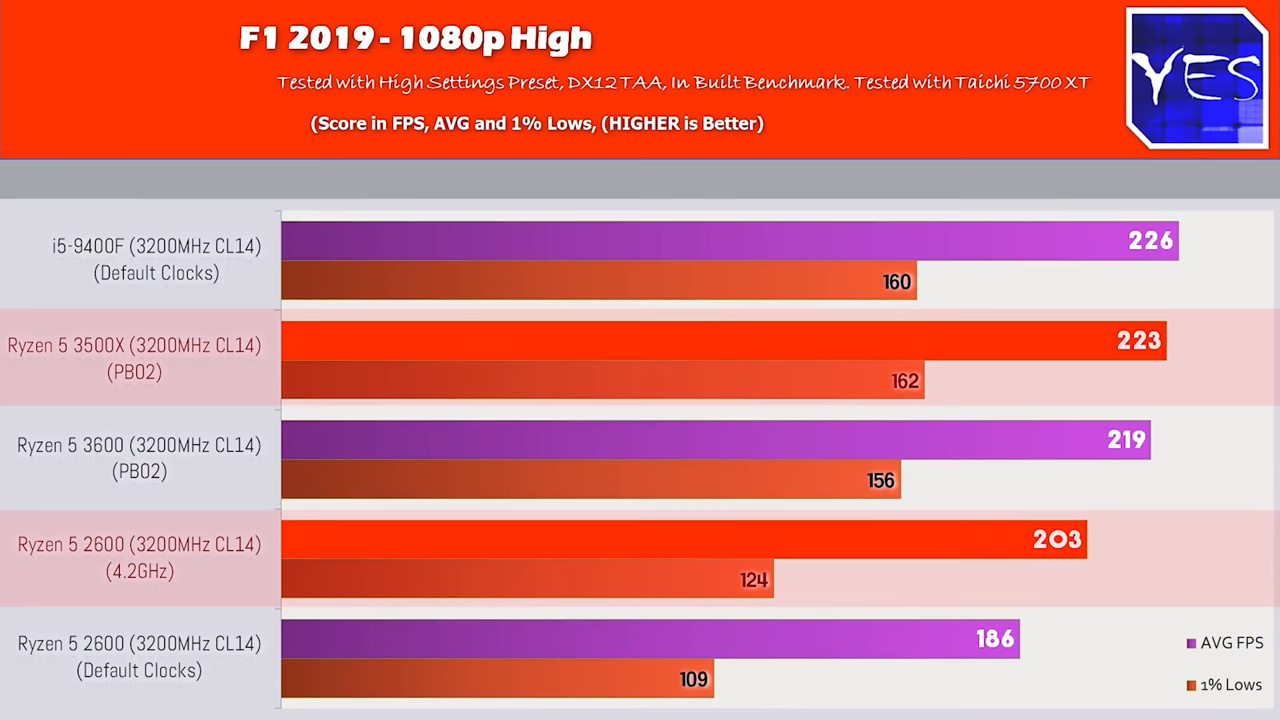 F1 2019 - 1080p High
Tested with High Settings Preset, DX12 TAA, In Built Benchmark. Tested with Taichi 5700 XT
(Score in FPS, AVG and 1% Lows, (HIGHER is Better)
YES
i5-9400F (3200MHz CL14)
(Default Clocks)
226
160
Ryzen 5 3500X (3200MHz CL14)
(PBO2)
223
162
Ryzen 5 3600 (3200MHz CL14)
(PBO2)
219
156
Ryzen 5 2600 (3200MHz CL14)
(4.2GHz)
203
124
Ryzen 5 2600 (3200MHz CL14)
(Default Clocks)
186
109
AVG FPS
1% Lows